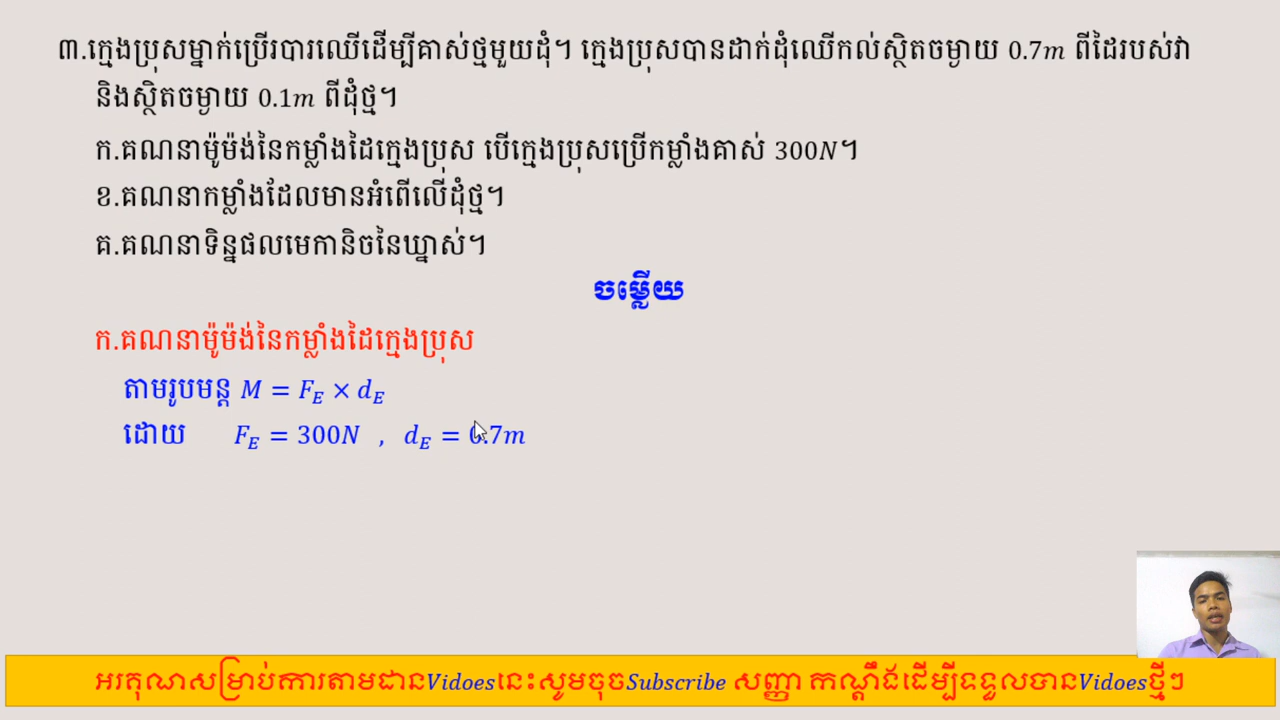 ៣.ក្មេងប្រុសម្នាក់ប្រើរបារឈើដើម្បីគាស់ថ្មមួយដុំ។ ក្មេងប្រុសបានដាក់ដុំឈើកល់ស្ថិតចម្ងាយ 0.7m ពីដៃរបស់វា
និងស្ថិតចម្ងាយ 0.1m ពីដុំថ្ម។
ក.គណនាម៉ូម៉ង់នៃកម្លាំងដៃក្មេងប្រុស បើក្មេងប្រុសប្រើកម្លាំងគាស់ 300N។
ខ.គណនាកម្លាំងដែលមានអំពើលើដុំថ្ម។
គ.គណនាទិន្នផលមេកានិចនៃឃ្នាស់។
ចម្លើយ
ក.គណនាម៉ូម៉ង់នៃកម្លាំងដៃក្មេងប្រុស
តាមរូបមន្ត M = F_E × d_E
ដោយ F_E = 300N , d_E = 0.7m
អរគុណសម្រាប់ការតាមដានVidoesនេះសូមចុចSubscribe សញ្ញា កណ្ដឹងដើម្បីទទួលបានVidoesថ្មីៗ